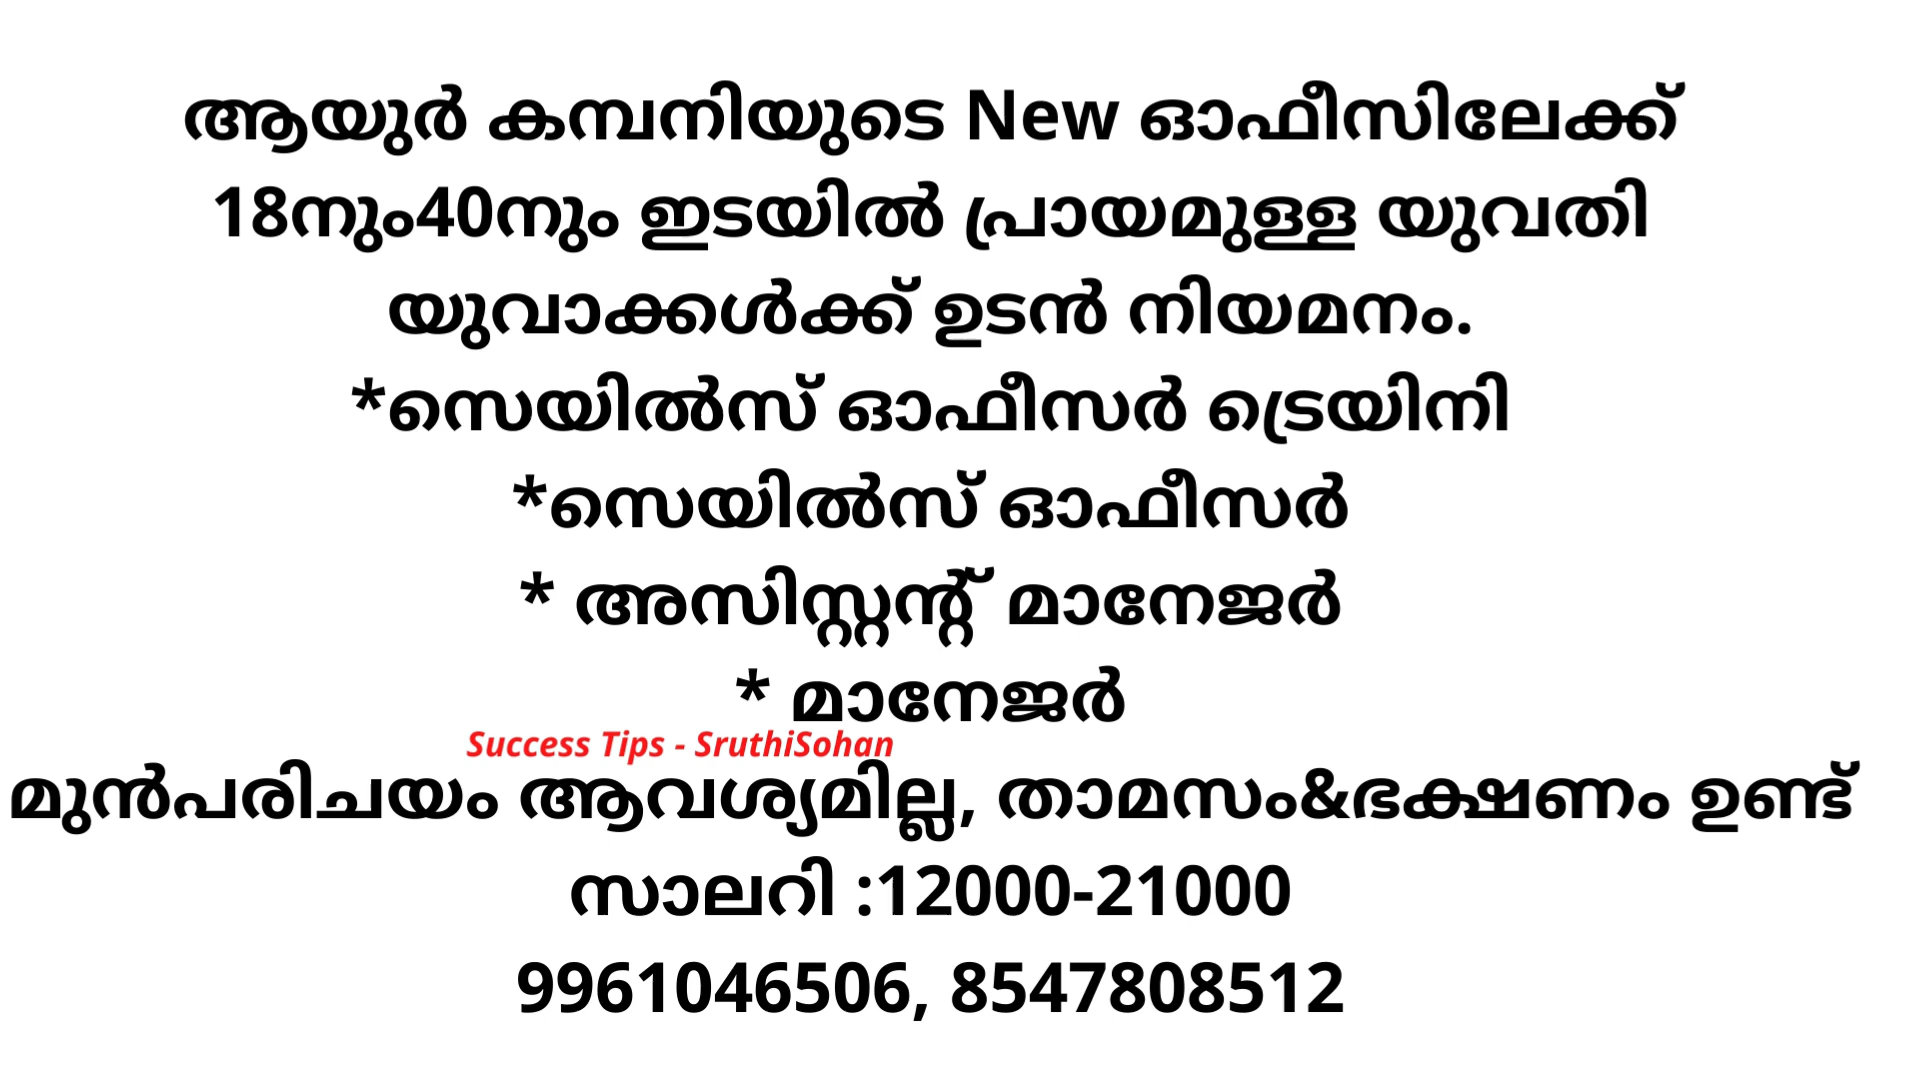 ആയുർ കമ്പനിയുടെ New ഓഫീസിലേക്ക്
18നും40നും ഇടയിൽ പ്രായമുള്ള യുവതി
യുവാക്കൾക്ക് ഉടൻ നിയമനം.
*സെയിൽസ് ഓഫീസർ ട്രെയിനി
*സെയിൽസ് ഓഫീസർ
* അസിസ്റ്റന്റ് മാനേജർ
* മാനേജർ
Success Tips - SruthiSohan
മുൻപരിചയം ആവശ്യമില്ല, താമസം&ഭക്ഷണം ഉണ്ട്
സാലറി :12000-21000
9961046506, 8547808512